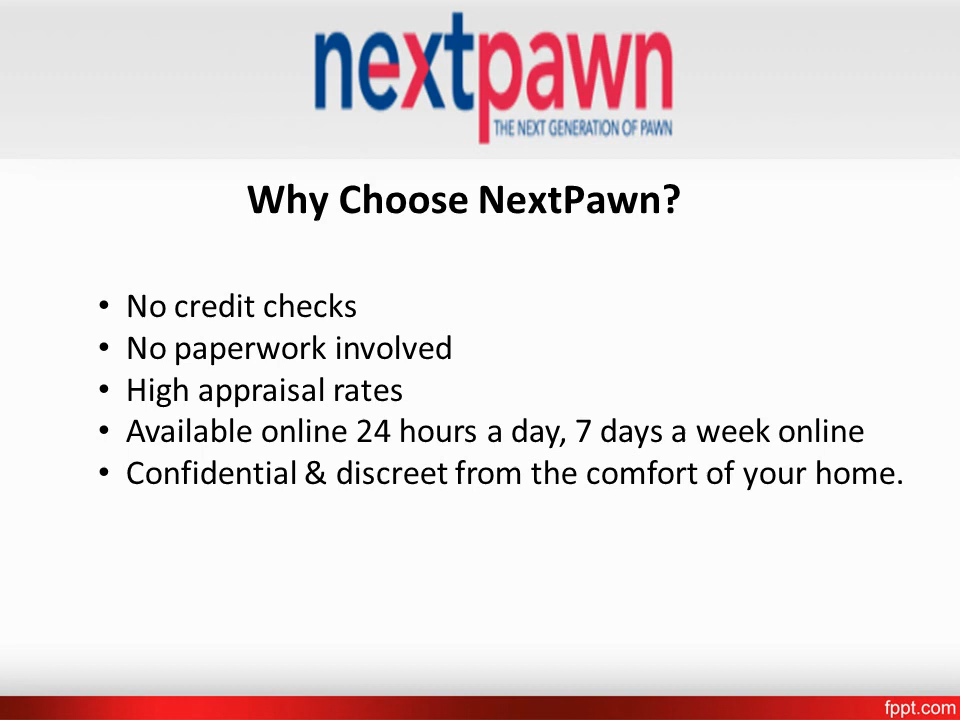 nextpawn
THE NEXT GENERATION OF PAWN
Why Choose NextPawn?
• No credit checks
• No paperwork involved
• High appraisal rates
• Available online 24 hours a day, 7 days a week online
• Confidential & discreet from the comfort of your home.
fppt.com